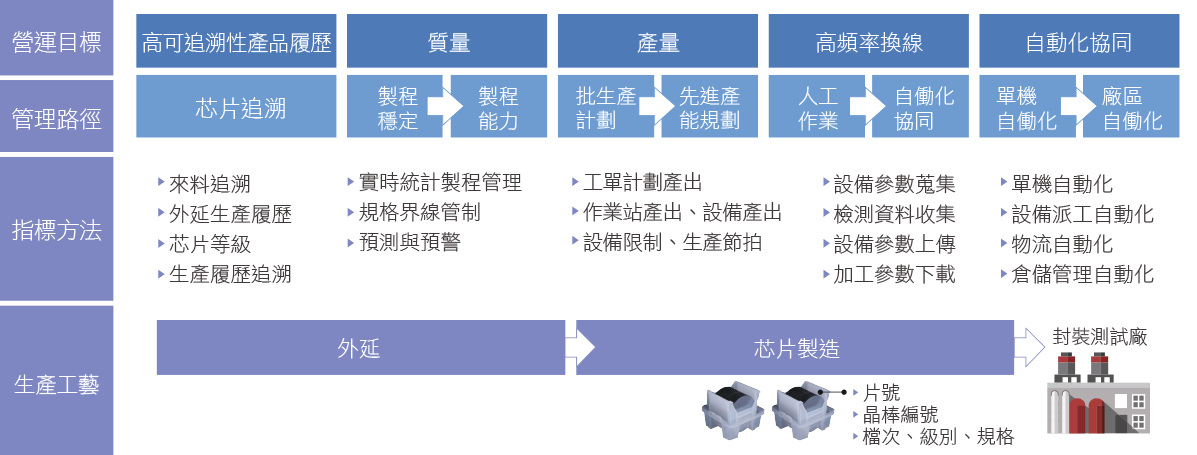 營運目標
高可追溯性產品履歷
質量
產量
高頻率換線
自動化協同
管理路徑
芯片追溯
製程
穩定
製程
能力
批生產
計劃
先進產
能規劃
人工
作業
自働化
協同
單機
自働化
廠區
自働化
指標方法
來料追溯
外延生產履歷
芯片等級
生產履歷追溯
實時統計製程管理
規格界線管制
預測與預警
工單計劃產出
作業站產出、設備產出
設備限制、生產節拍
設備參數蒐集
檢測資料收集
設備參數上傳
加工參數下載
單機自動化
設備派工自動化
物流自動化
倉儲管理自動化
生產工藝
外延
芯片製造
封裝測試廠
片號
晶棒編號
檔次、級別、規格